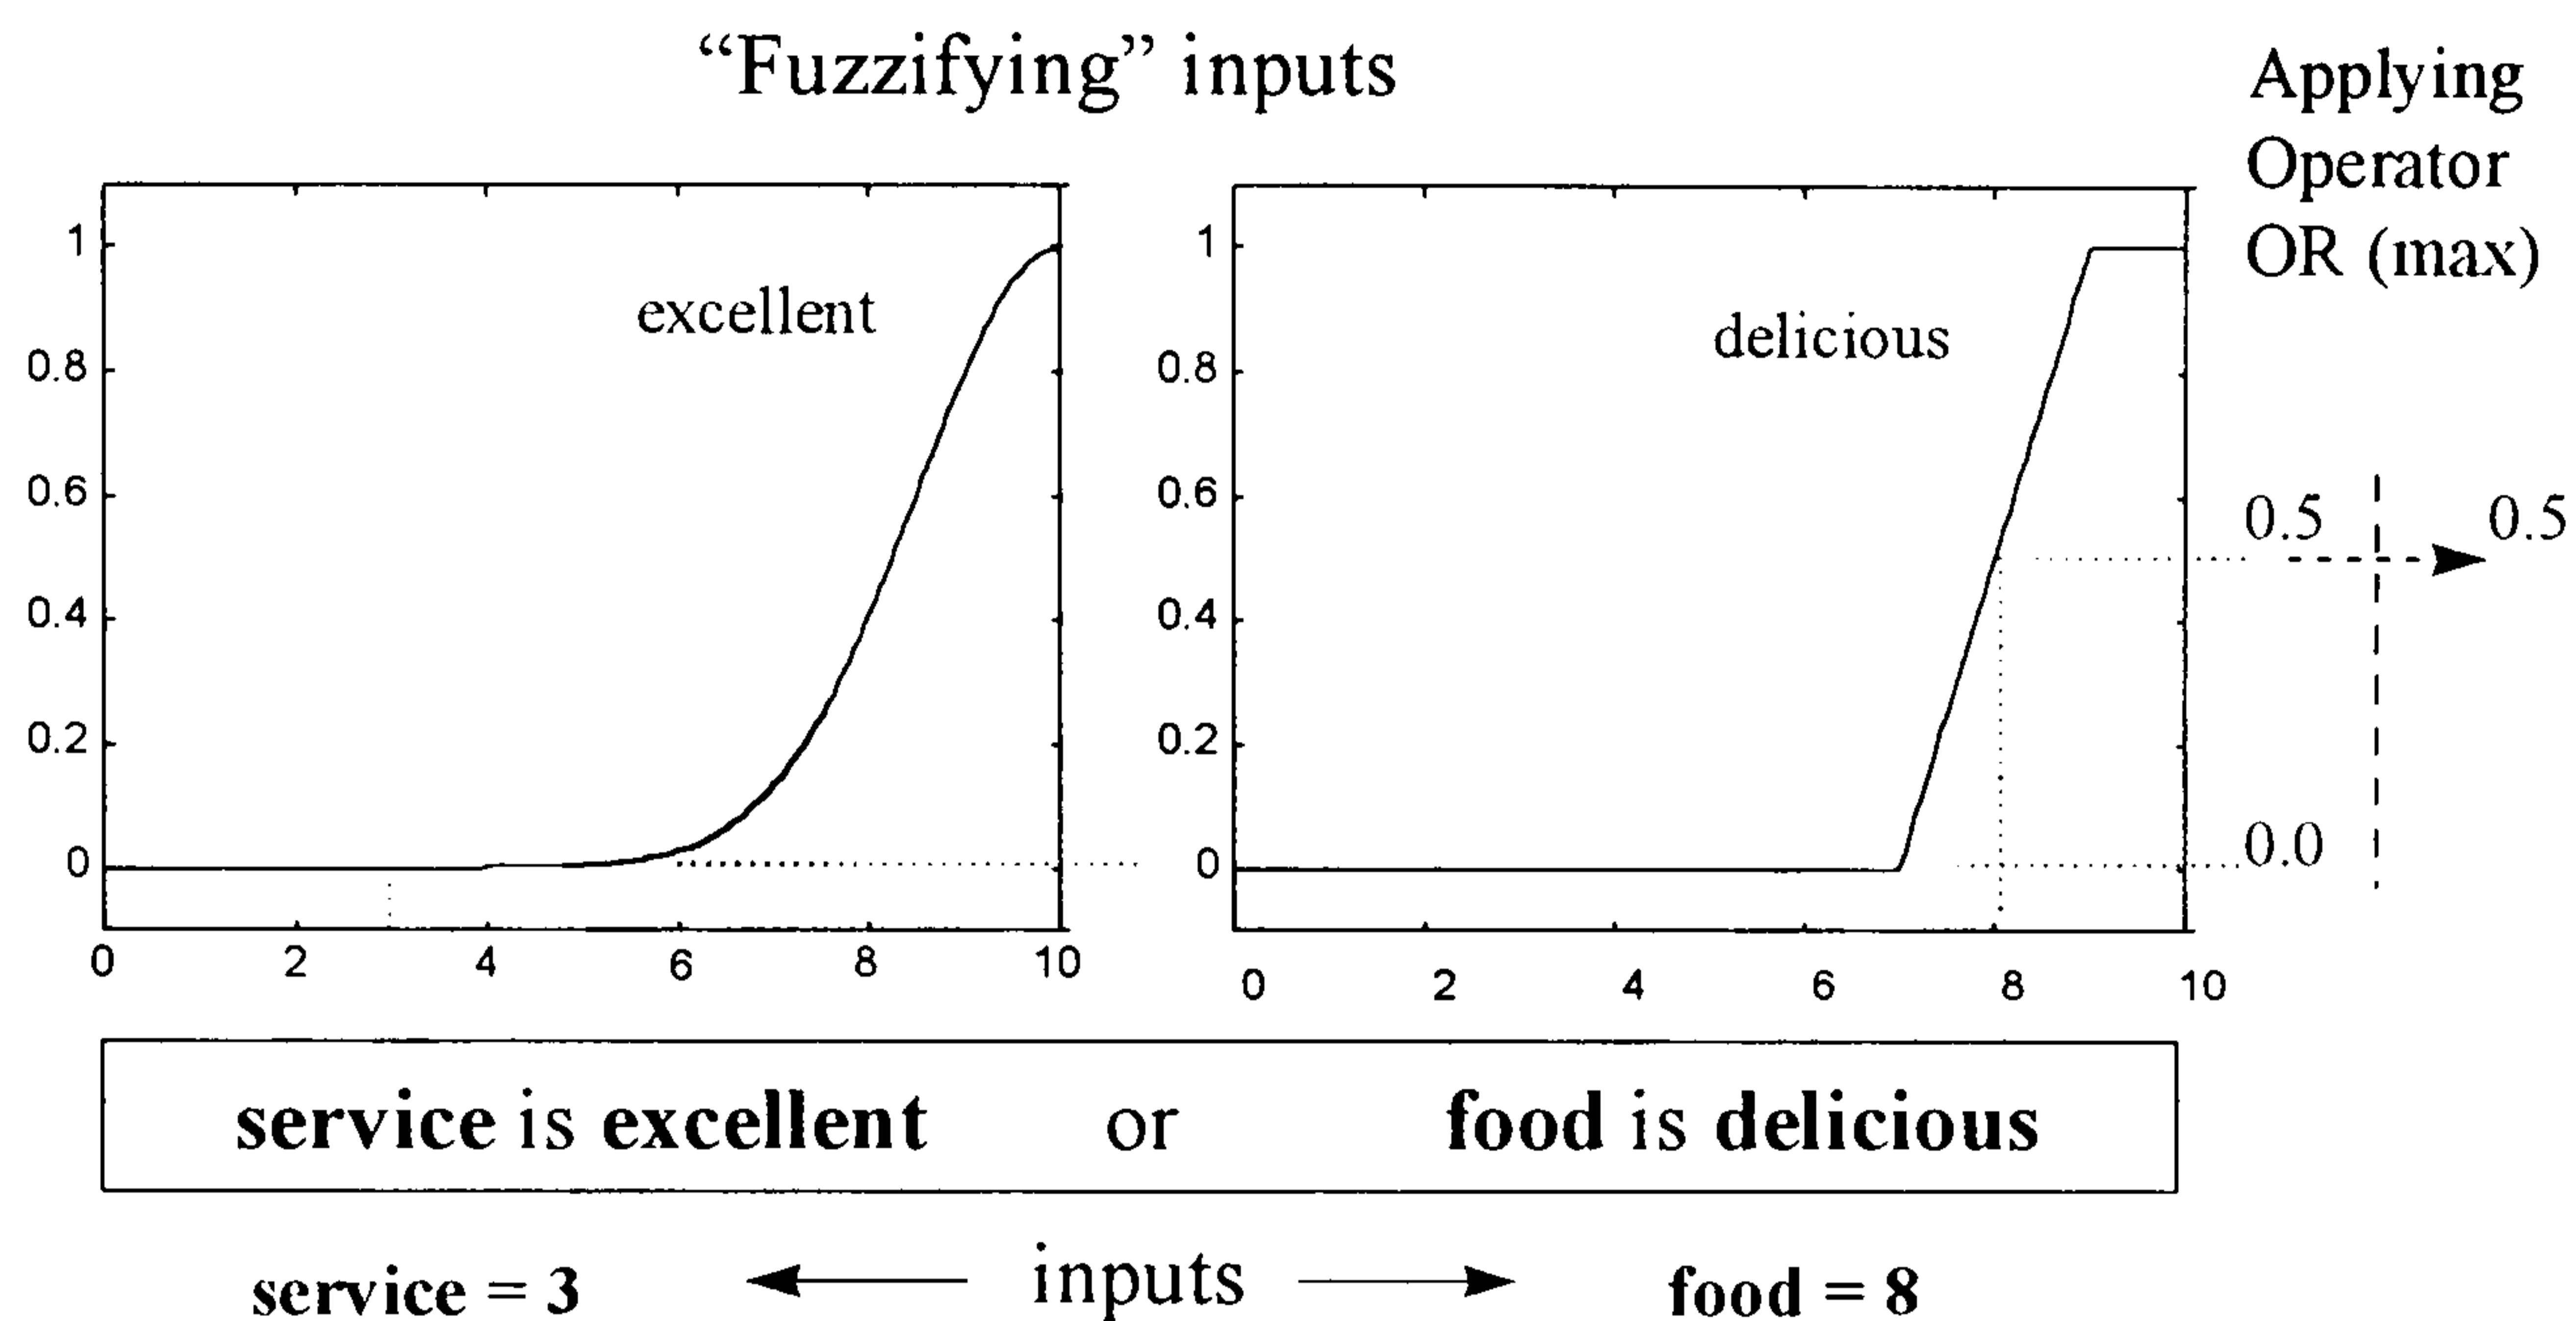 “Fuzzifying” inputs
Applying
Operator
OR (max)
1
0.8
0.6
0.4
0.2
0
excellent
0 2 4 6 8 10
1
0.8
0.6
0.4
0.2
0
delicious
0 2 4 6 8 10
0.5 0.5
0.0
service is excellent or food is delicious
service = 3 inputs food = 8